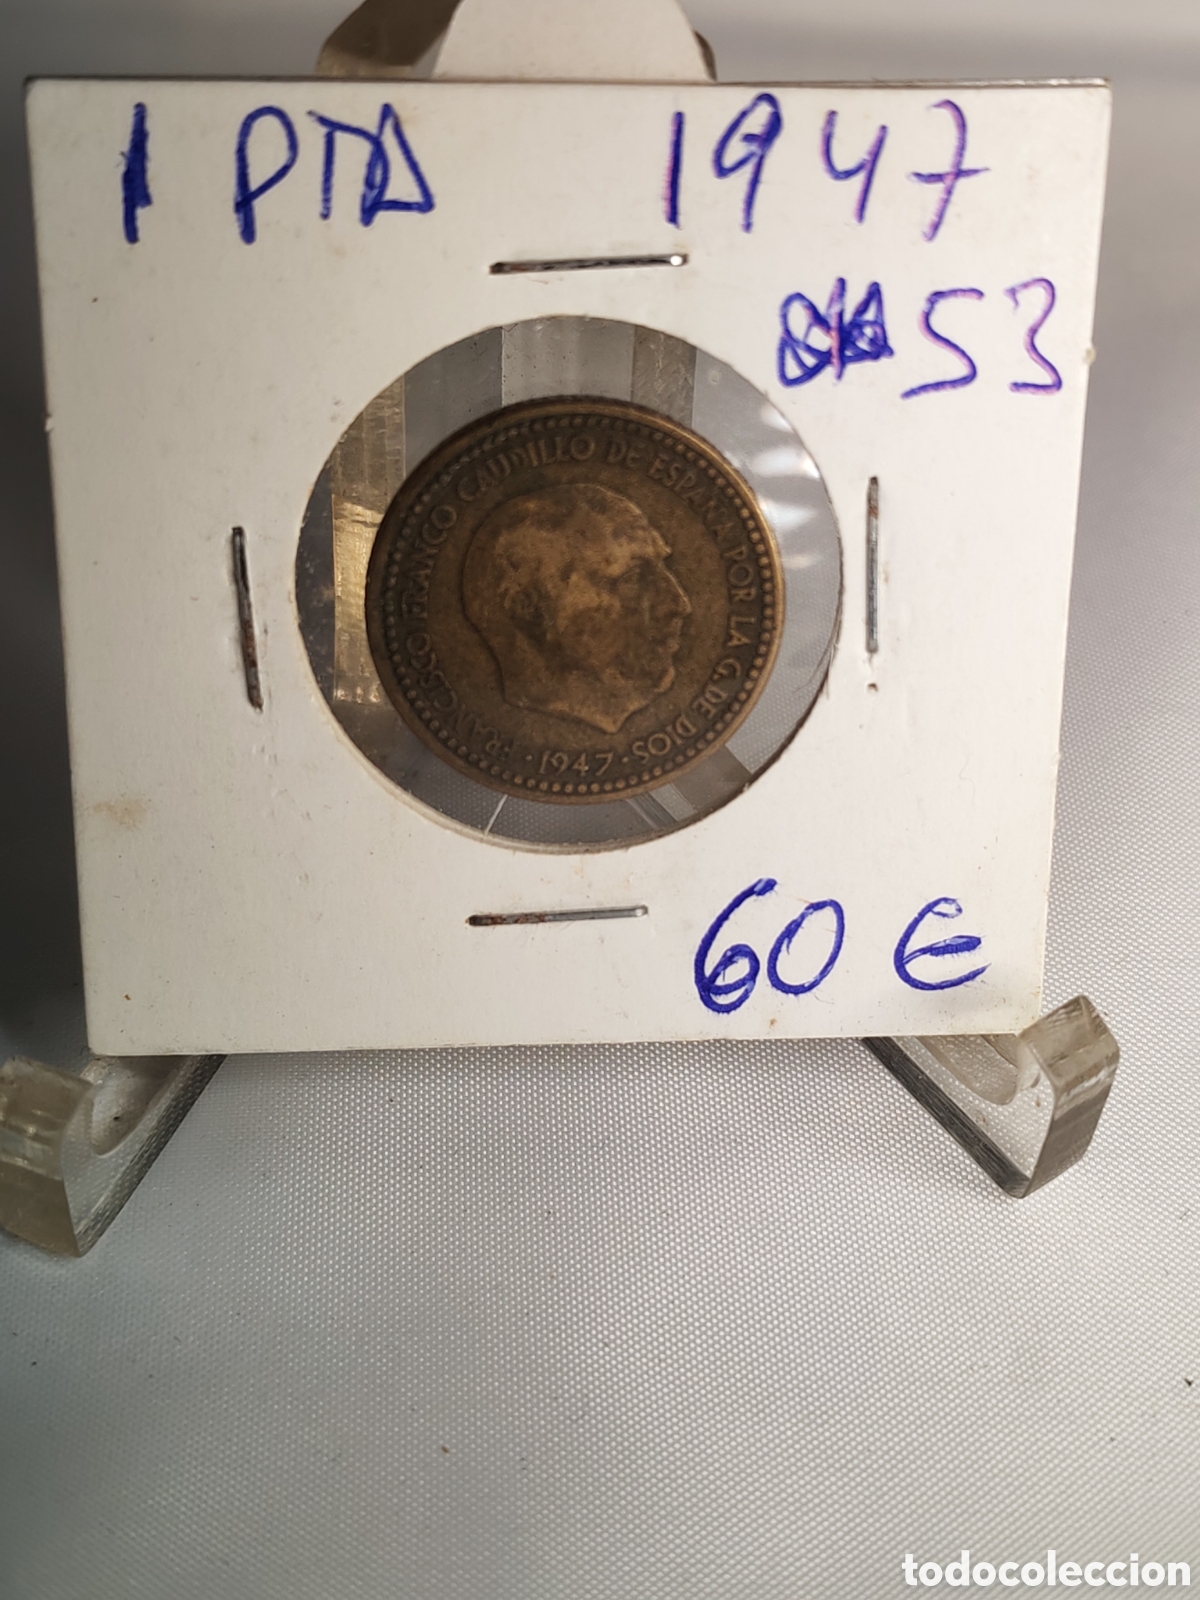 1 PTA 1947
53
FRANCISCO FRANCO CAUDILLO DE ESPAÑA POR LA G. DE DIOS
· 1947 ·
60 €
todocoleccion